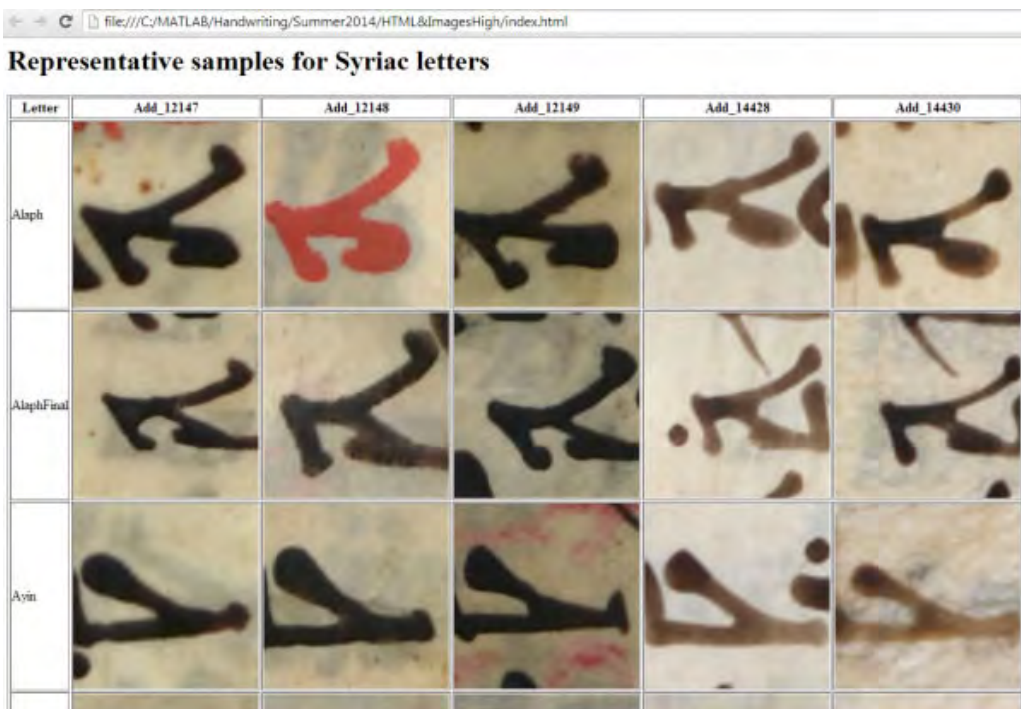 file:///C:/MATLAB/Handwriting/Summer2014/HTML&ImagesHigh/index.html
Representative samples for Syriac letters
Letter Add_12147 Add_12148 Add_12149 Add_14428 Add_14430
Alaph ܐ ܐ ܐ ܐ ܐ
AlaphFinal ܐ ܐ ܐ ܐ ܐ
Ayin ܥ ܥ ܥ ܥ ܥ